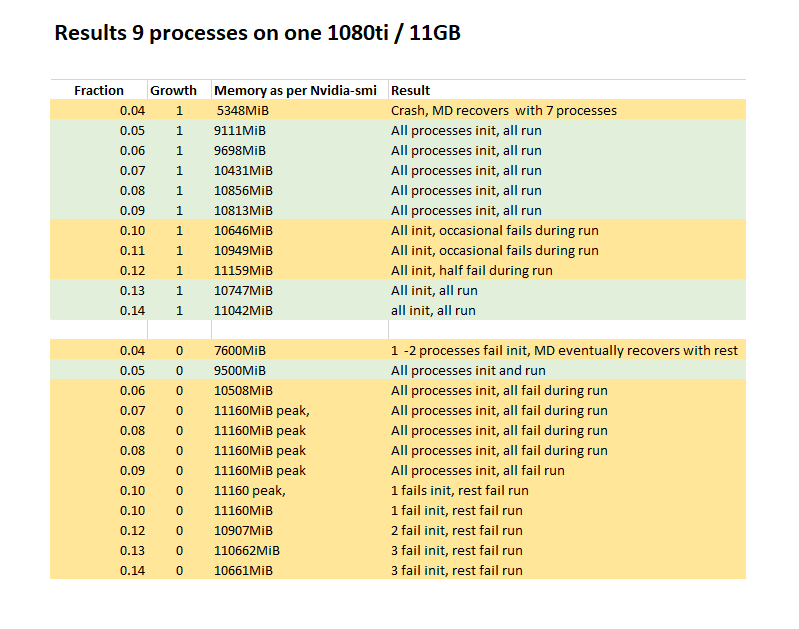 Results 9 processes on one 1080ti / 11GB
Fraction Growth Memory as per Nvidia-smi Result
0.04 1 5348MiB Crash, MD recovers with 7 processes
0.05 1 9111MiB All processes init, all run
0.06 1 9698MiB All processes init, all run
0.07 1 10431MiB All processes init, all run
0.08 1 10856MiB All processes init, all run
0.09 1 10813MiB All processes init, all run
0.10 1 10646MiB All init, occasional fails during run
0.11 1 10949MiB All init, occasional fails during run
0.12 1 11159MiB All init, half fail during run
0.13 1 10747MiB All init, all run
0.14 1 11042MiB all init, all run
0.04 0 7600MiB 1 -2 processes fail init, MD eventually recovers with rest
0.05 0 9500MiB All processes init and run
0.06 0 10508MiB All processes init, all fail during run
0.07 0 11160MiB peak, All processes init, all fail during run
0.08 0 11160MiB peak All processes init, all fail during run
0.08 0 11160MiB peak All processes init, all fail during run
0.09 0 11160MiB peak All processes init, all fail run
0.10 0 11160 peak, 1 fails init, rest fail run
0.10 0 11160MiB 1 fail init, rest fail run
0.12 0 10907MiB 2 fail init, rest fail run
0.13 0 110662MiB 3 fail init, rest fail run
0.14 0 10661MiB 3 fail init, rest fail run